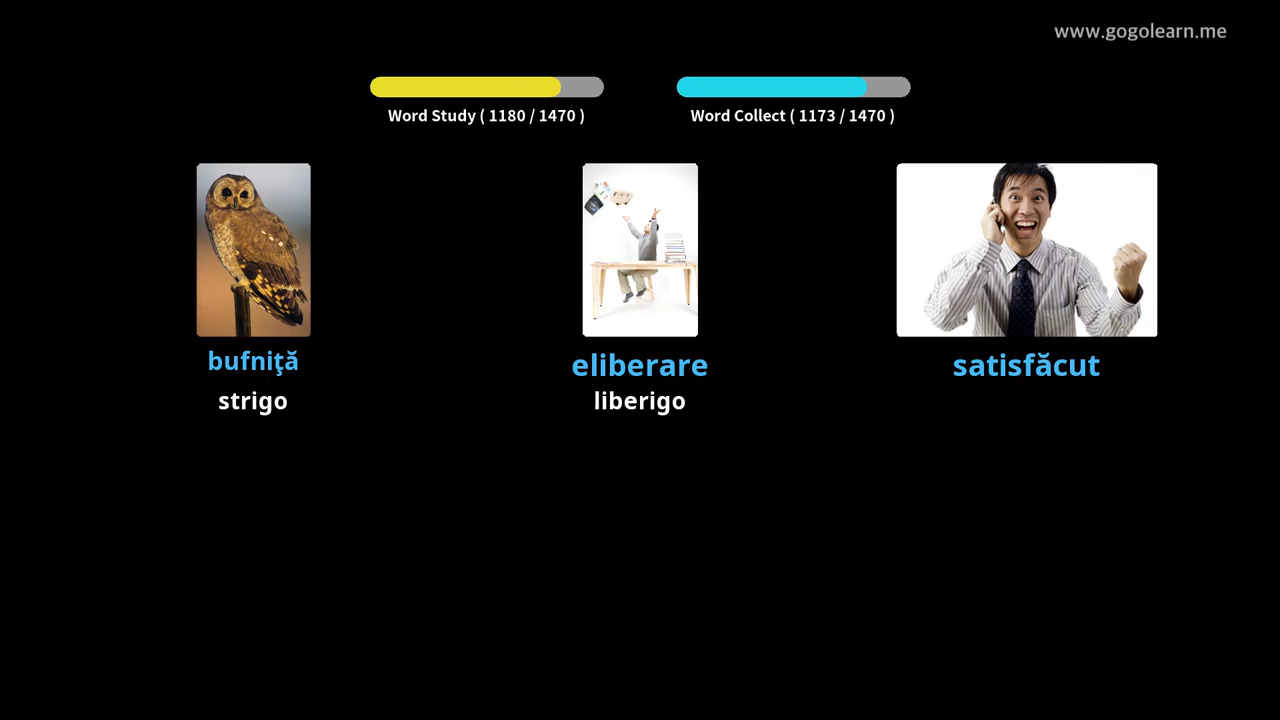 www.gogolearn.me
Word Study ( 1180 / 1470 )
Word Collect ( 1173 / 1470 )
bufniţă
eliberare
satisfăcut
strigo
liberigo